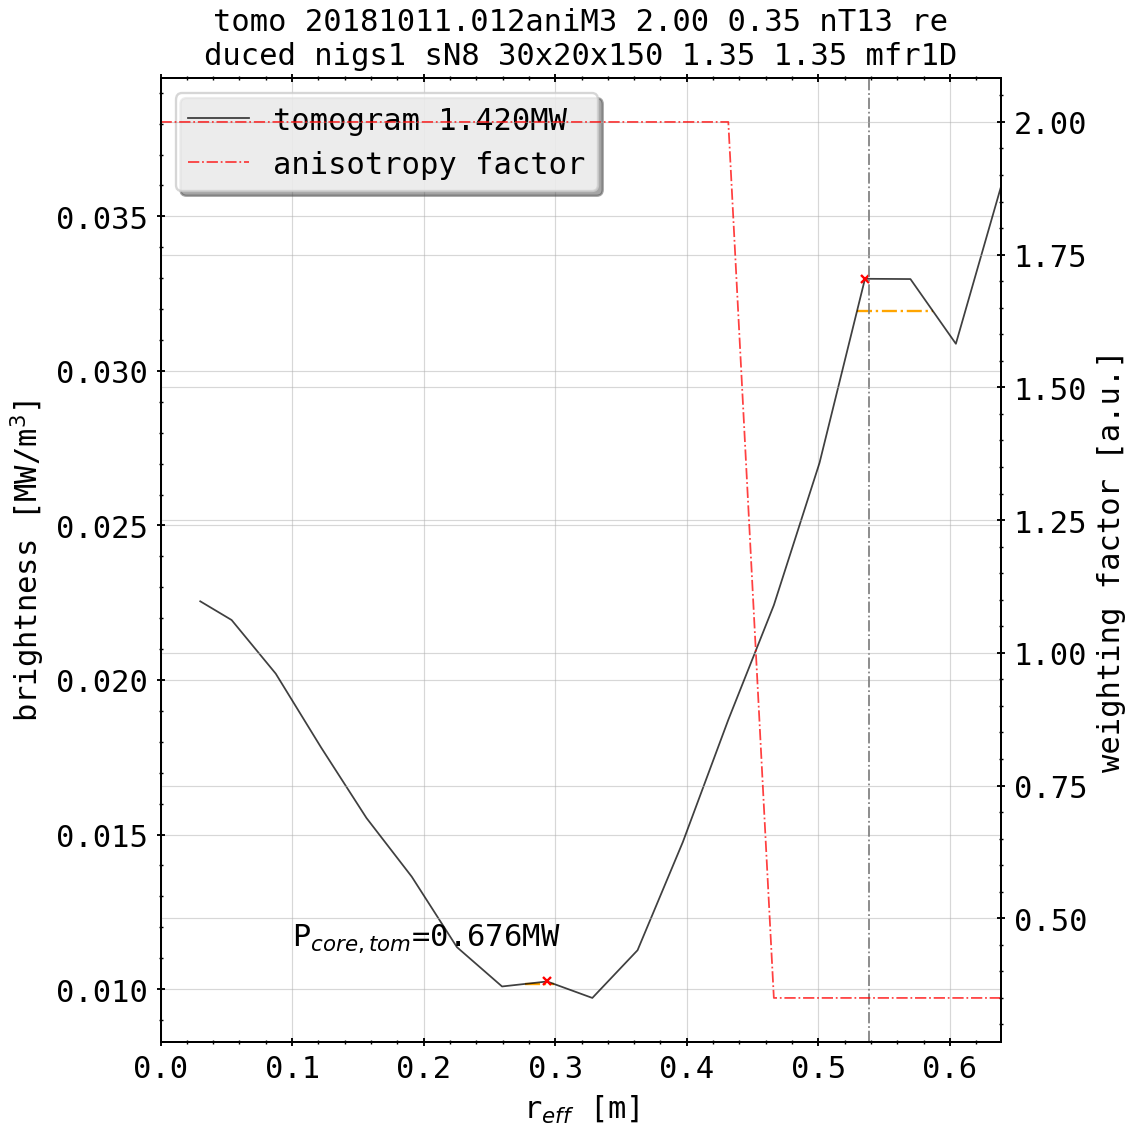 tomo 20181011.012aniM3 2.00 0.35 nT13 re
duced nigs1 sN8 30x20x150 1.35 1.35 mfr1D
tomogram 1.420MW
anisotropy factor
0.035
0.030
0.025
0.020
0.015
0.010
brightness [MW/m³]
2.00
1.75
1.50
1.25
1.00
0.75
0.50
weighting factor [a.u.]
P_core,tom=0.676MW
0.0 0.1 0.2 0.3 0.4 0.5 0.6
r_eff [m]